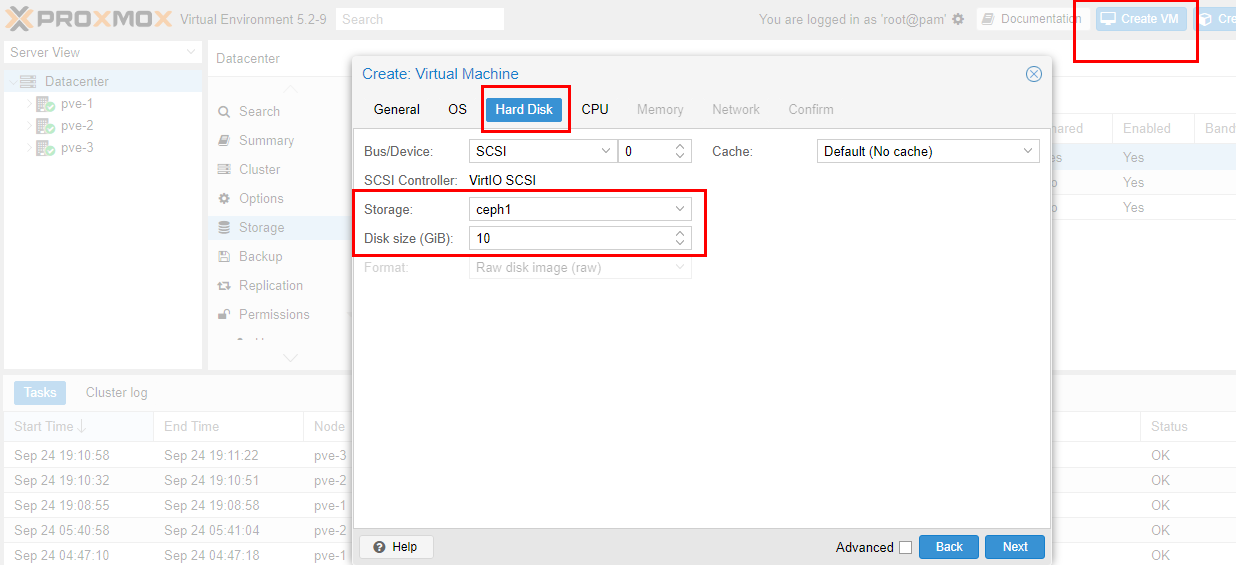 PROXMOX Virtual Environment 5.2-9 Search You are logged in as 'root@pam' Documentation Create VM
Server View
Datacenter
pve-1
pve-2
pve-3
Datacenter
Search
Summary
Cluster
Options
Storage
Backup
Replication
Permissions
Create: Virtual Machine
General OS Hard Disk CPU Memory Network Confirm
Bus/Device: SCSI 0 Cache: Default (No cache)
SCSI Controller: VirtIO SCSI
Storage: ceph1
Disk size (GiB): 10
Format: Raw disk image (raw)
Help Advanced Back Next
Enabled
Yes
Yes
Yes
Tasks Cluster log
Start Time End Time Node Status
Sep 24 19:10:58 Sep 24 19:11:22 pve-3 OK
Sep 24 19:10:32 Sep 24 19:10:51 pve-2 OK
Sep 24 19:08:55 Sep 24 19:08:58 pve-1 OK
Sep 24 05:40:58 Sep 24 05:41:04 pve-2 OK
Sep 24 04:47:10 Sep 24 04:47:18 pve-1 OK